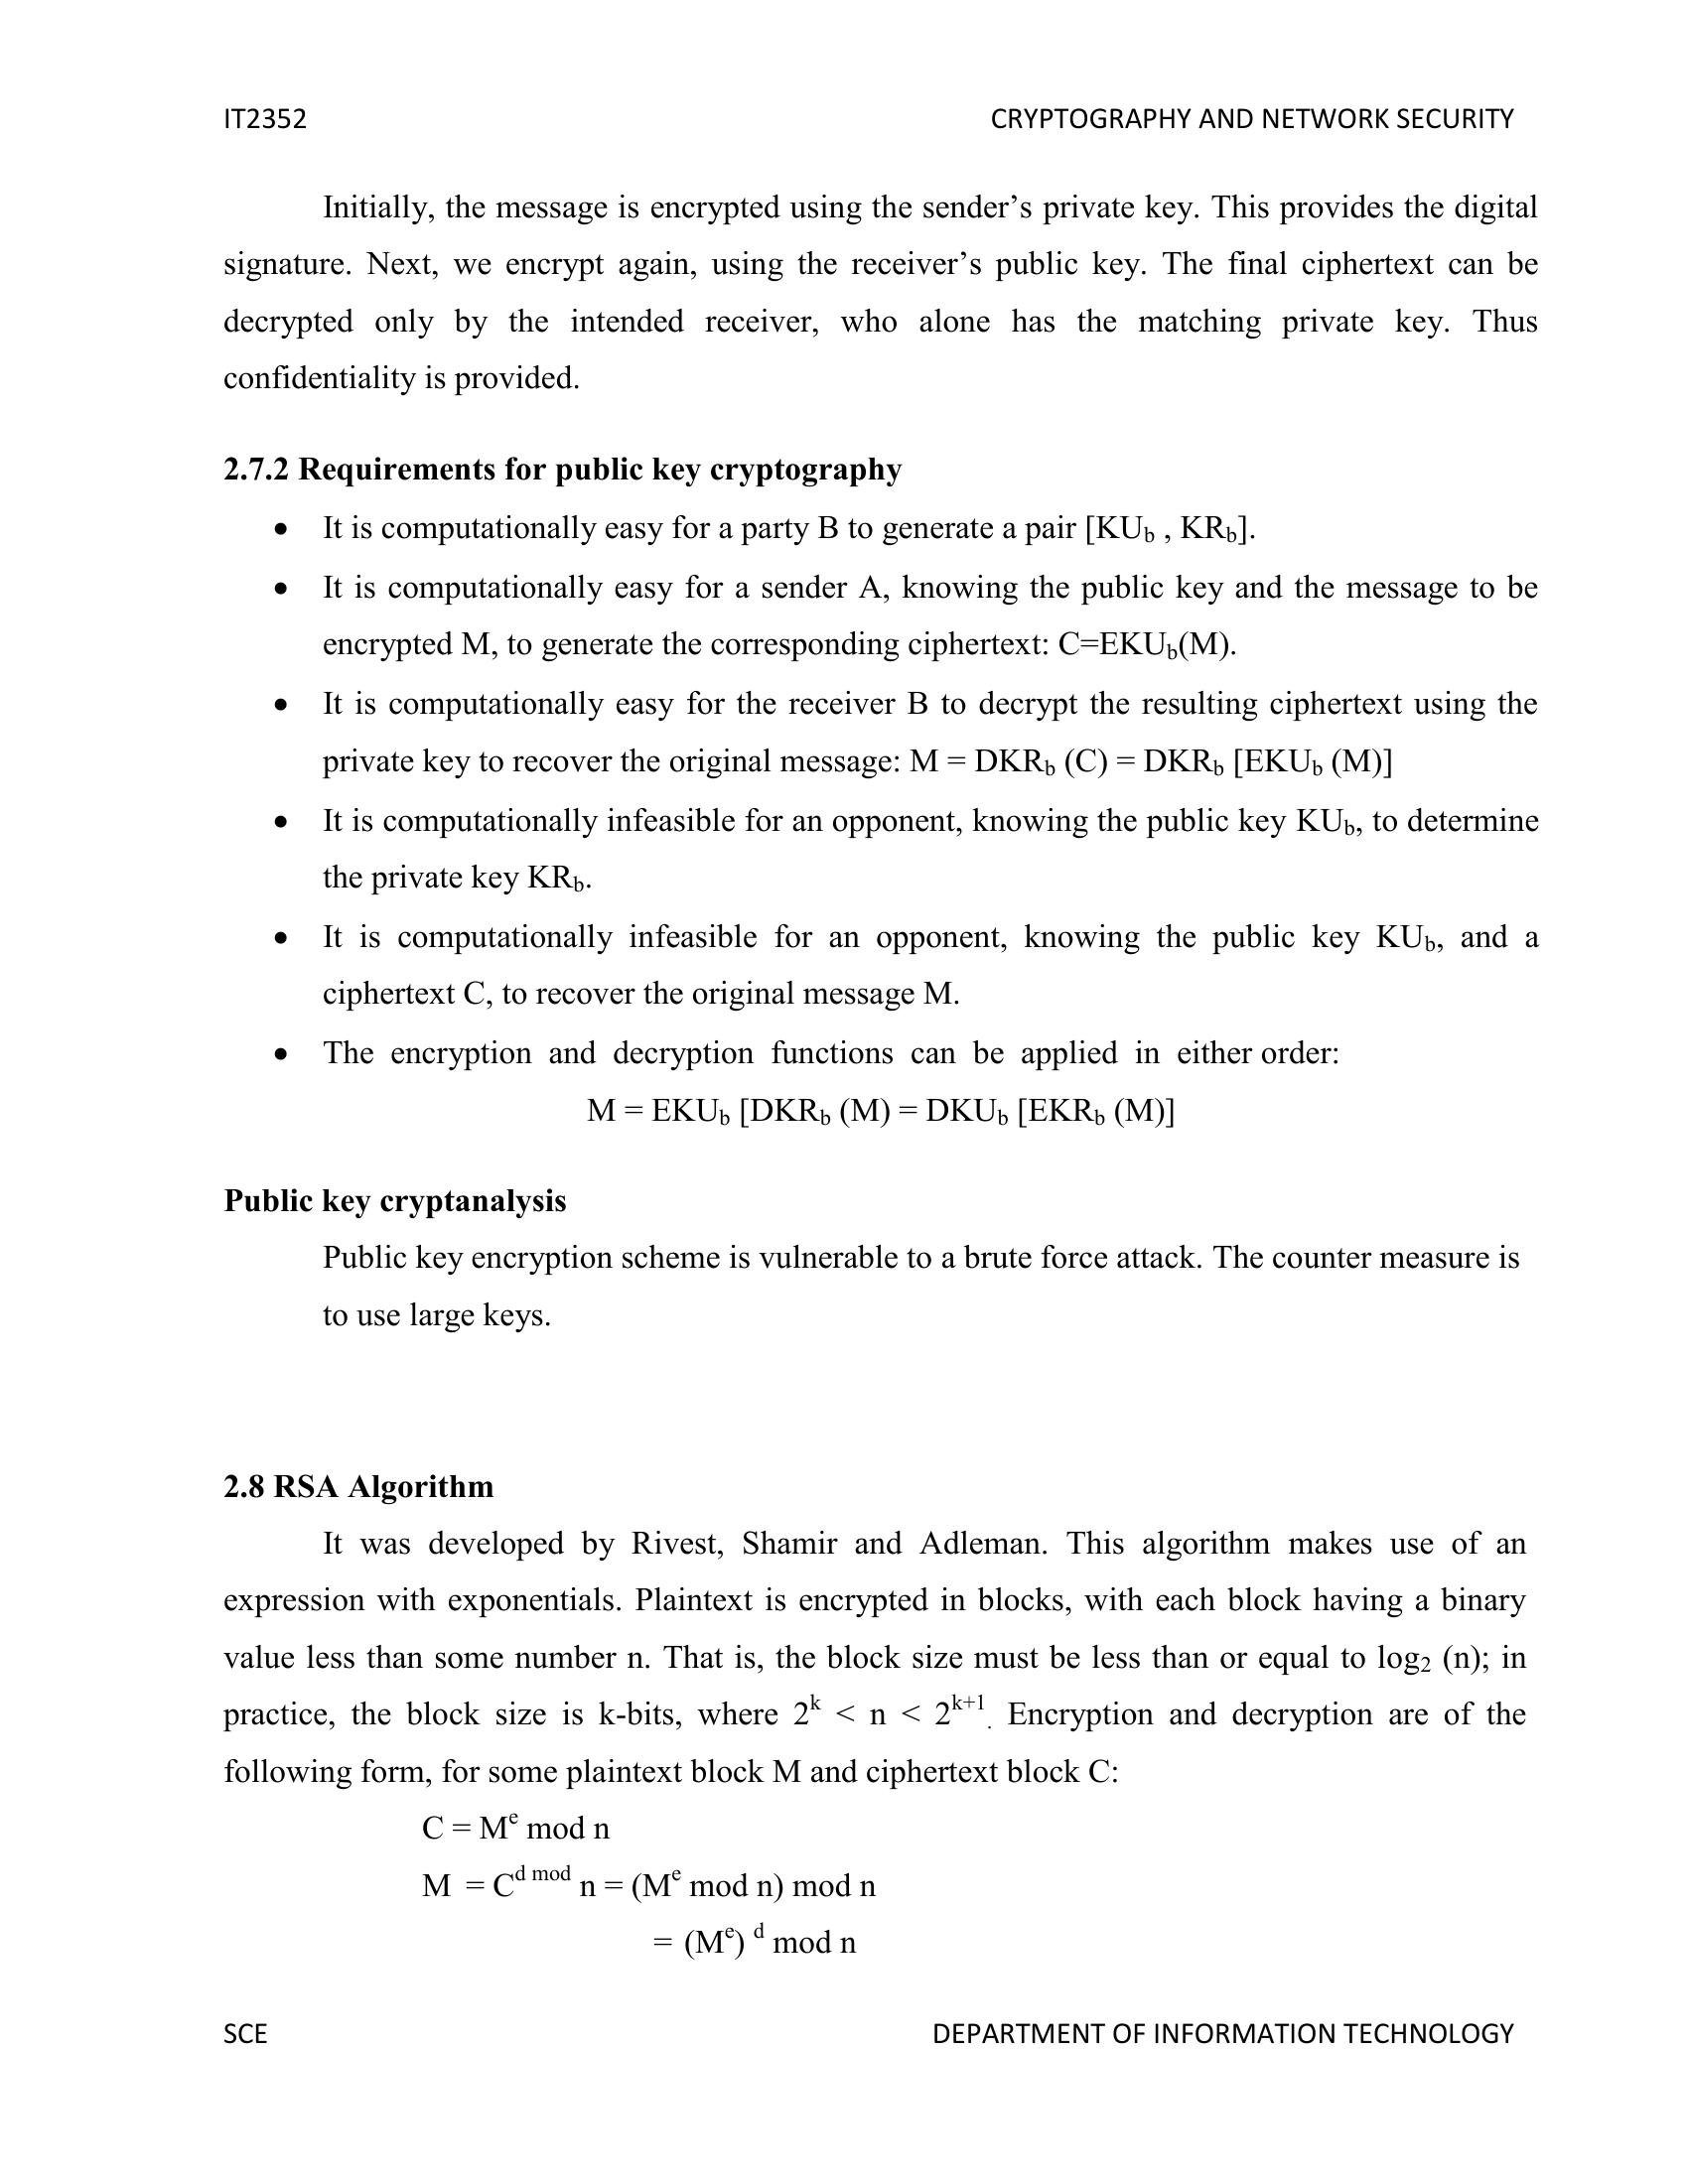 IT2352 CRYPTOGRAPHY AND NETWORK SECURITY
Initially, the message is encrypted using the sender’s private key. This provides the digital
signature. Next, we encrypt again, using the receiver’s public key. The final ciphertext can be
decrypted only by the intended receiver, who alone has the matching private key. Thus
confidentiality is provided.
2.7.2 Requirements for public key cryptography
• It is computationally easy for a party B to generate a pair [KU_b , KR_b].
• It is computationally easy for a sender A, knowing the public key and the message to be
encrypted M, to generate the corresponding ciphertext: C=EKU_b(M).
• It is computationally easy for the receiver B to decrypt the resulting ciphertext using the
private key to recover the original message: M = DKR_b (C) = DKR_b [EKU_b (M)]
• It is computationally infeasible for an opponent, knowing the public key KU_b, to determine
the private key KR_b.
• It is computationally infeasible for an opponent, knowing the public key KU_b, and a
ciphertext C, to recover the original message M.
• The encryption and decryption functions can be applied in either order:
M = EKU_b [DKR_b (M) = DKU_b [EKR_b (M)]
Public key cryptanalysis
Public key encryption scheme is vulnerable to a brute force attack. The counter measure is
to use large keys.
2.8 RSA Algorithm
It was developed by Rivest, Shamir and Adleman. This algorithm makes use of an
expression with exponentials. Plaintext is encrypted in blocks, with each block having a binary
value less than some number n. That is, the block size must be less than or equal to log₂ (n); in
practice, the block size is k-bits, where 2^k < n < 2^k+1. Encryption and decryption are of the
following form, for some plaintext block M and ciphertext block C:
C = M^e mod n
M = C^d mod n = (M^e mod n) mod n
= (M^e) ^d mod n
SCE DEPARTMENT OF INFORMATION TECHNOLOGY